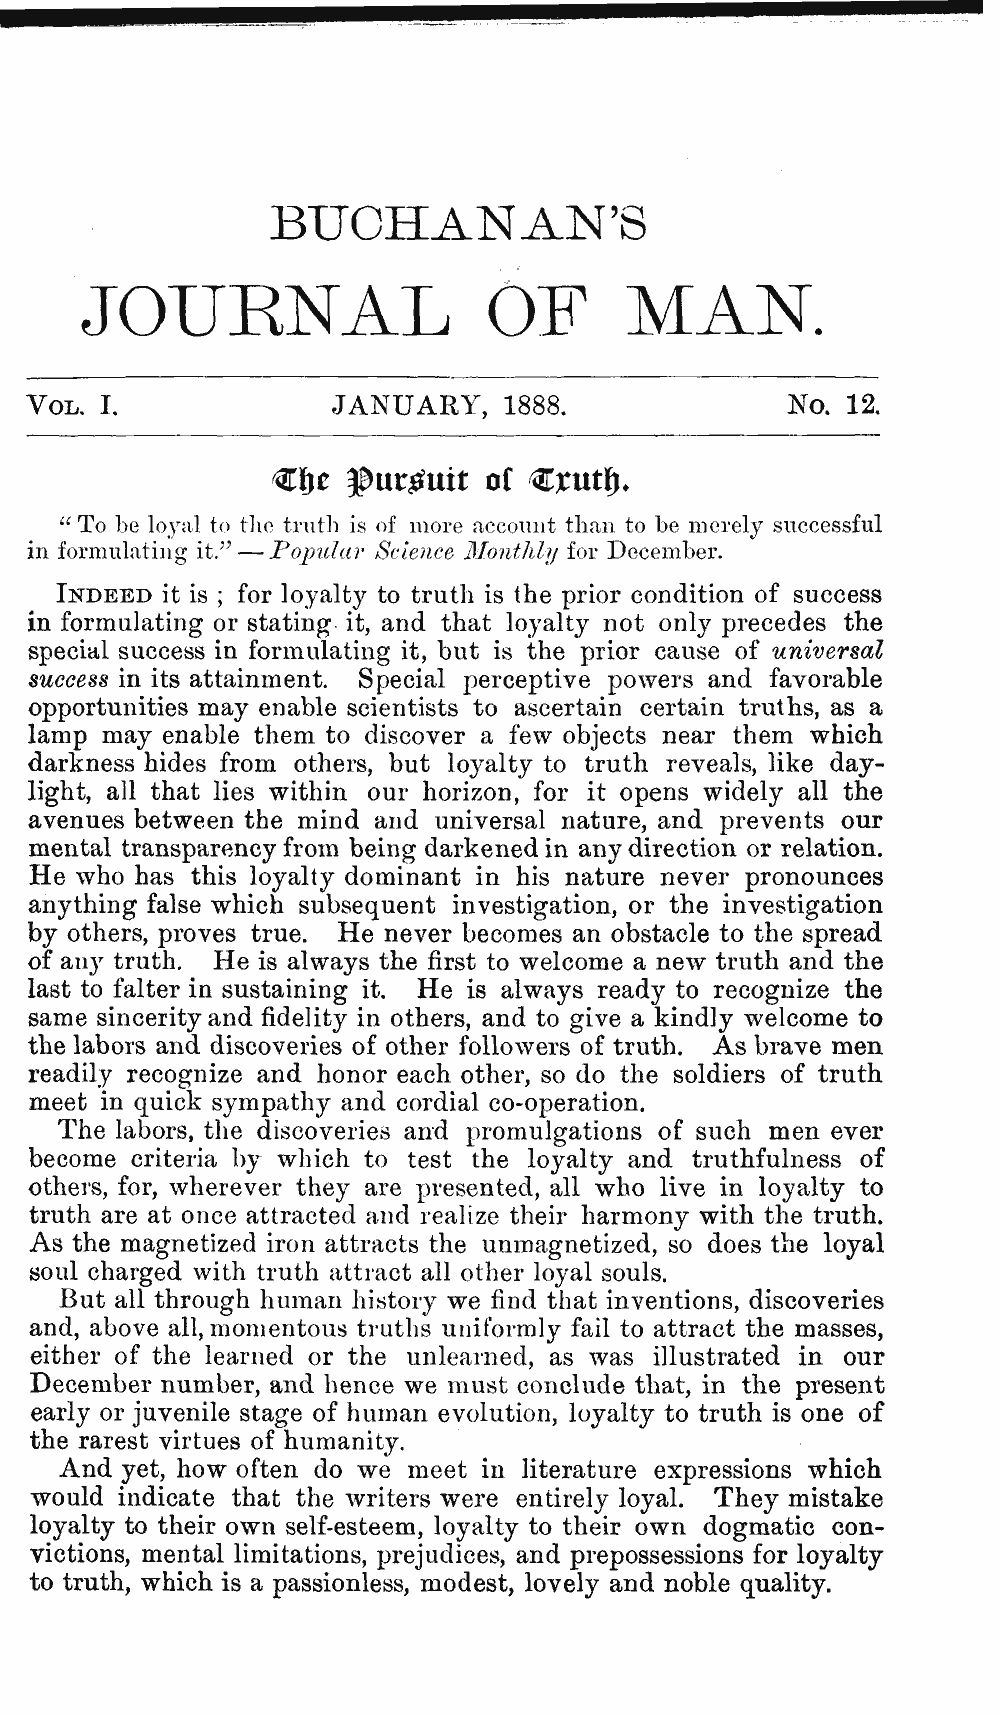 BUCHANAN'S
JOURNAL OF MAN.
VOL. I. JANUARY, 1888. No. 12.
The Pursuit of Truth.
“To be loyal to the truth is of more account than to be merely successful
in formulating it.” — Popular Science Monthly for December.
INDEED it is ; for loyalty to truth is the prior condition of success
in formulating or stating it, and that loyalty not only precedes the
special success in formulating it, but is the prior cause of universal
success in its attainment. Special perceptive powers and favorable
opportunities may enable scientists to ascertain certain truths, as a
lamp may enable them to discover a few objects near them which
darkness hides from others, but loyalty to truth reveals, like day-
light, all that lies within our horizon, for it opens widely all the
avenues between the mind and universal nature, and prevents our
mental transparency from being darkened in any direction or relation.
He who has this loyalty dominant in his nature never pronounces
anything false which subsequent investigation, or the investigation
by others, proves true. He never becomes an obstacle to the spread
of any truth. He is always the first to welcome a new truth and the
last to falter in sustaining it. He is always ready to recognize the
same sincerity and fidelity in others, and to give a kindly welcome to
the labors and discoveries of other followers of truth. As brave men
readily recognize and honor each other, so do the soldiers of truth
meet in quick sympathy and cordial co-operation.
The labors, the discoveries and promulgations of such men ever
become criteria by which to test the loyalty and truthfulness of
others, for, wherever they are presented, all who live in loyalty to
truth are at once attracted and realize their harmony with the truth.
As the magnetized iron attracts the unmagnetized, so does the loyal
soul charged with truth attract all other loyal souls.
But all through human history we find that inventions, discoveries
and, above all, momentous truths uniformly fail to attract the masses,
either of the learned or the unlearned, as was illustrated in our
December number, and hence we must conclude that, in the present
early or juvenile stage of human evolution, loyalty to truth is one of
the rarest virtues of humanity.
And yet, how often do we meet in literature expressions which
would indicate that the writers were entirely loyal. They mistake
loyalty to their own self-esteem, loyalty to their own dogmatic con-
victions, mental limitations, prejudices, and prepossessions for loyalty
to truth, which is a passionless, modest, lovely and noble quality.